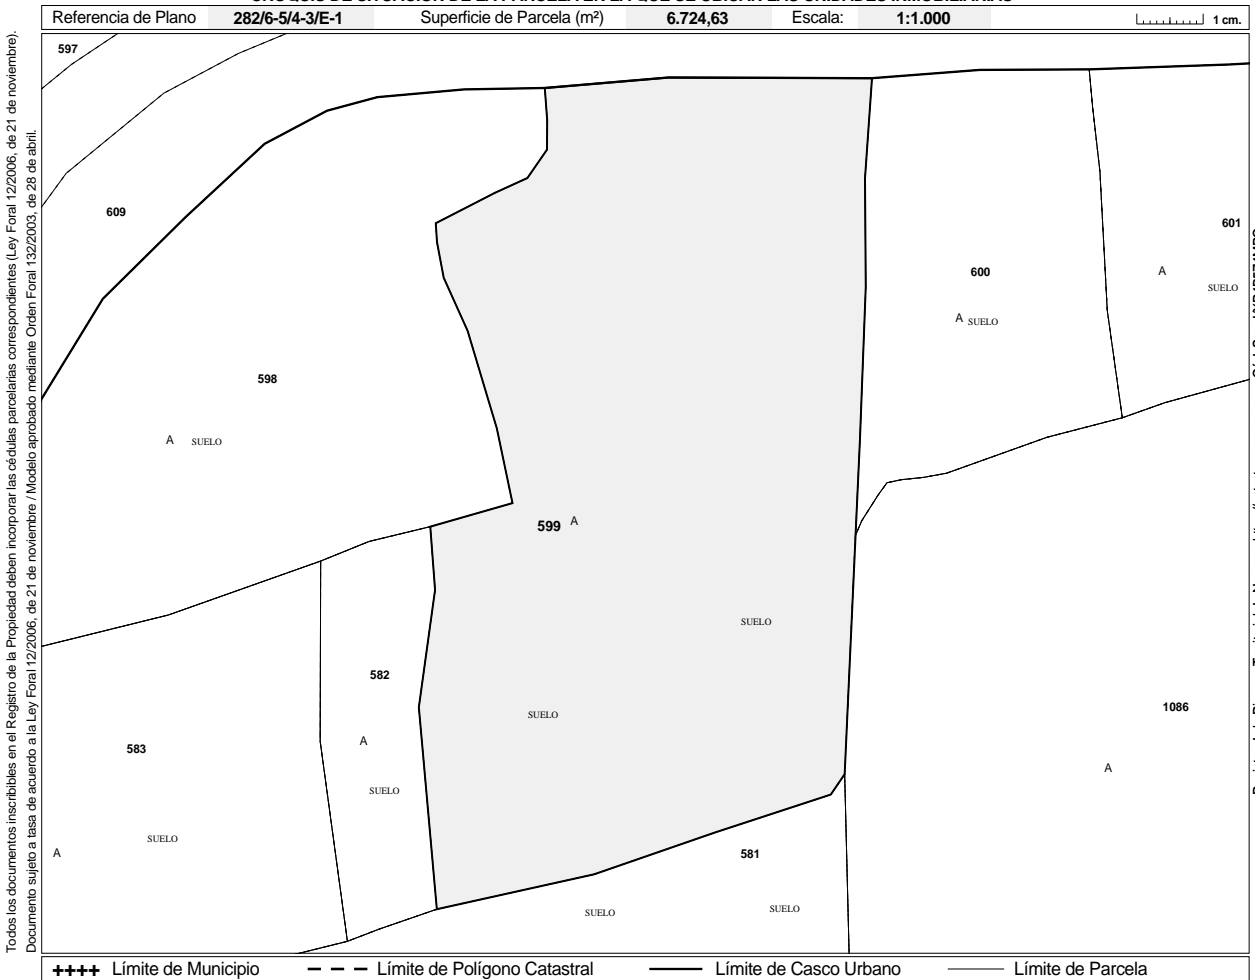 Referencia de Plano 282/6-5/4-3/E-1 Superficie de Parcela (m²) 6.724,63 Escala: 1:1.000 1 cm.
Todos los documentos inscribibles en el Registro de la Propiedad deben incorporar las cédulas parcelarias correspondientes (Ley Foral 12/2006, de 21 de noviembre).
Documento sujeto a tasa de acuerdo a la Ley Foral 12/2006, de 21 de noviembre / Modelo aprobado mediante Orden Foral 132/2003, de 28 de abril.
597
609
601
600
A
SUELO
A SUELO
598
A SUELO
599 A
SUELO
582
1086
SUELO
583
A
A
SUELO
SUELO
A
581
SUELO
SUELO
++++ Límite de Municipio
Límite de Polígono Catastral
Límite de Casco Urbano
Límite de Parcela